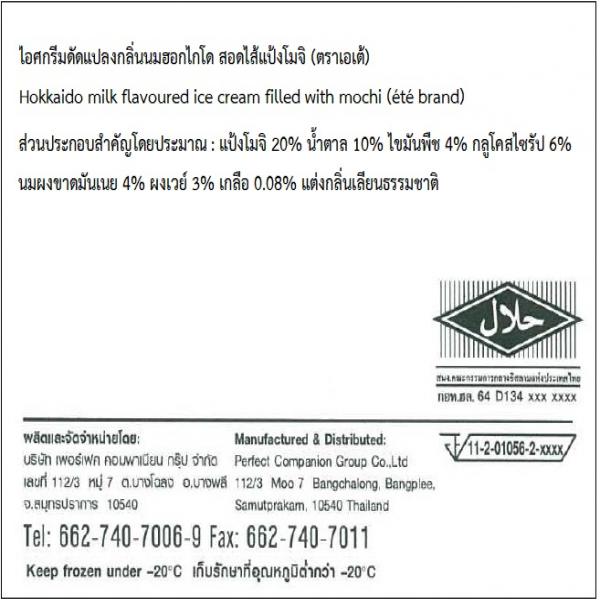 ไอศกรีมดัดแปลงกลิ่นนมฮอกไกโด สอดไส้แป้งโมจิ (ตราเอเต้)
Hokkaido milk flavoured ice cream filled with mochi (été brand)
ส่วนประกอบสำคัญโดยประมาณ : แป้งโมจิ 20% น้ำตาล 10% ไขมันพืช 4% กลูโคสไซรัป 6%
นมผงขาดมันเนย 4% ผงเวย์ 3% เกลือ 0.08% แต่งกลิ่นเลียนธรรมชาติ
حلال
สนง.คณะกรรมการกลางอิสลามแห่งประเทศไทย
กอท.ฮล. 64 D134 xxx xxxx
ผลิตและจัดจำหน่ายโดย:
บริษัท เพอร์เฟค คอมพาเนียน กรุ๊ป จำกัด
เลขที่ 112/3 หมู่ 7 ต.บางโฉลง อ.บางพลี
จ.สมุทรปราการ 10540
Manufactured & Distributed:
Perfect Companion Group Co.,Ltd
112/3 Moo 7 Bangchalong, Bangplee,
Samutprakarn, 10540 Thailand
11-2-01056-2-xxxx
Tel: 662-740-7006-9 Fax: 662-740-7011
Keep frozen under -20°C เก็บรักษาที่อุณหภูมิต่ำกว่า -20°C